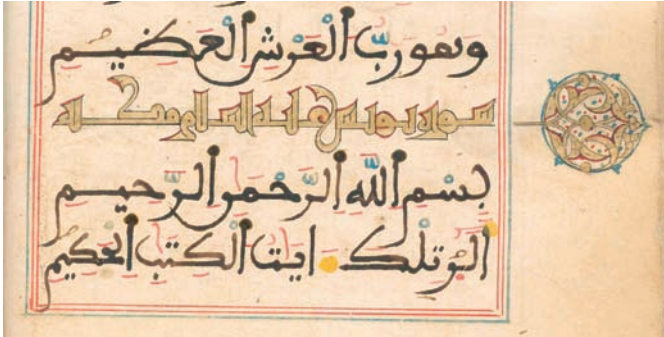 وهو رب العرش العظيم
سورة يونس عليه السلام مكية
بسم الله الرحمن الرحيم
الر تلك ايت الكتب الحكيم